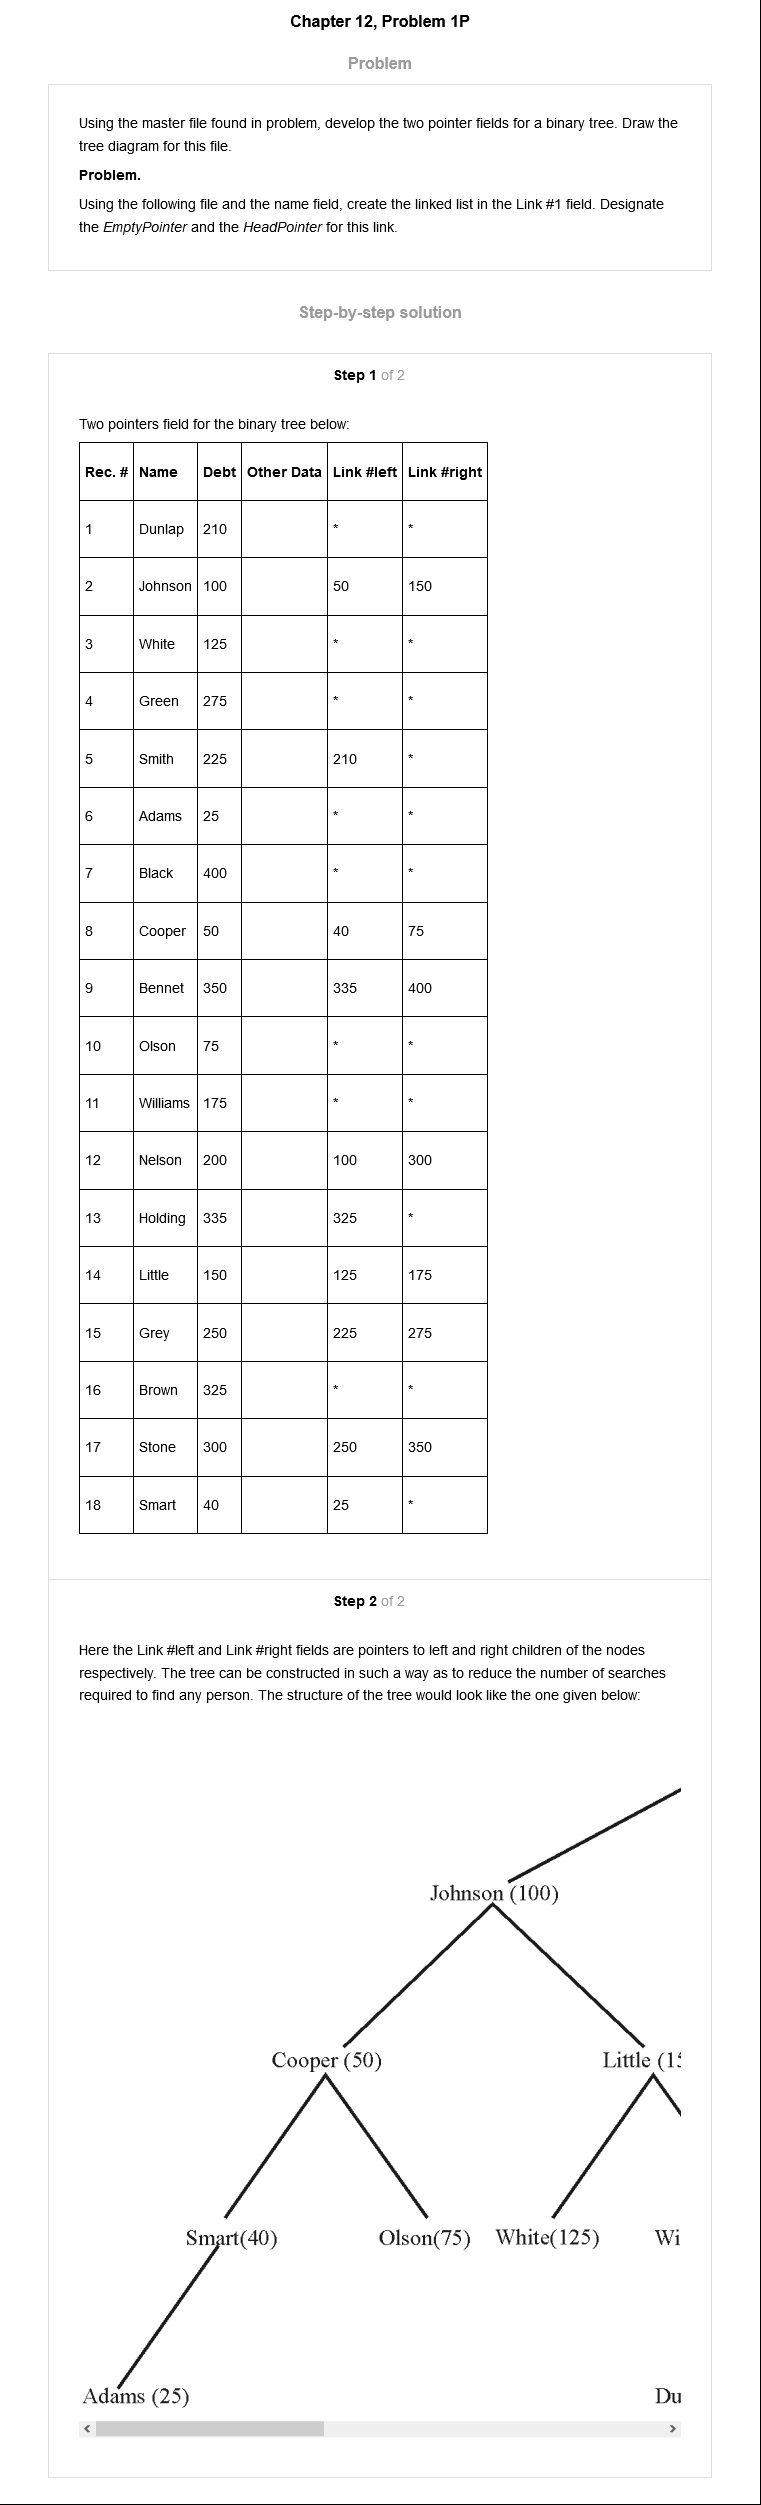 Chapter 12, Problem 1P
Problem
Using the master file found in problem, develop the two pointer fields for a binary tree. Draw the
tree diagram for this file.
Problem.
Using the following file and the name field, create the linked list in the Link #1 field. Designate
the EmptyPointer and the HeadPointer for this link.
Step-by-step solution
Step 1 of 2
Two pointers field for the binary tree below:
Rec. # Name Debt Other Data Link #left Link #right
1 Dunlap 210 * *
2 Johnson 100 50 150
3 White 125 * *
4 Green 275 * *
5 Smith 225 210 *
6 Adams 25 * *
7 Black 400 * *
8 Cooper 50 40 75
9 Bennet 350 335 400
10 Olson 75 * *
11 Williams 175 * *
12 Nelson 200 100 300
13 Holding 335 325 *
14 Little 150 125 175
15 Grey 250 225 275
16 Brown 325 * *
17 Stone 300 250 350
18 Smart 40 25 *
Step 2 of 2
Here the Link #left and Link #right fields are pointers to left and right children of the nodes
respectively. The tree can be constructed in such a way as to reduce the number of searches
required to find any person. The structure of the tree would look like the one given below:
Johnson (100)
Cooper (50) Little (15
Smart(40) Olson(75) White(125) Wi
Adams (25) Du